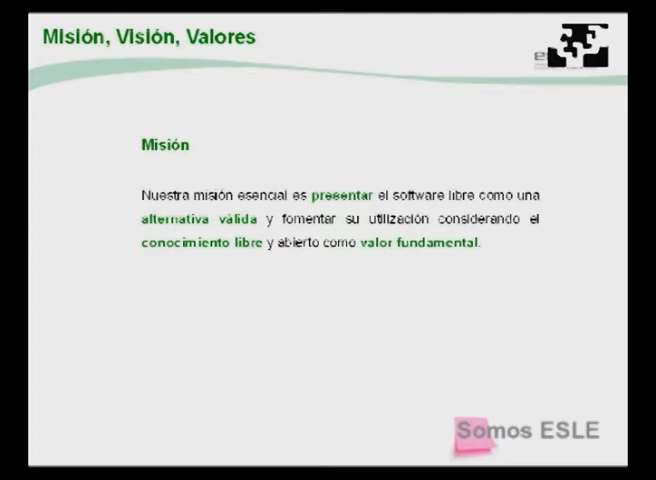 Misión, Visión, Valores
Misión
Nuestra misión esencial es presentar el software libre como una
alternativa válida y fomentar su utilización considerando el
conocimiento libre y abierto como valor fundamental.
Somos ESLE